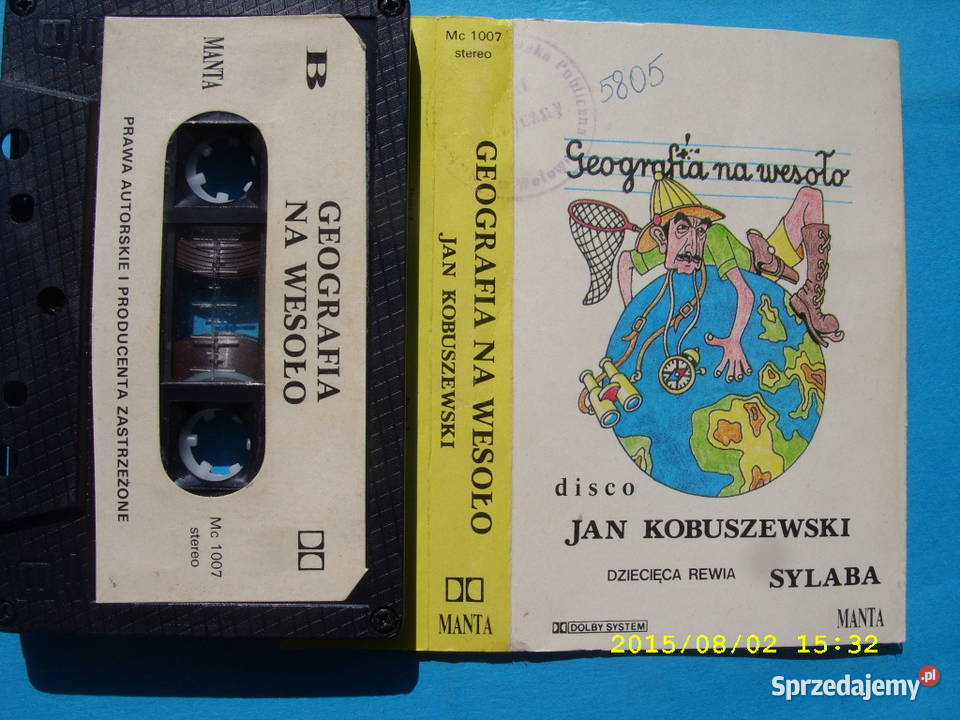 B
MANTA
GEOGRAFIA
NA WESOŁO
PRAWA AUTORSKIE I PRODUCENTA ZASTRZEŻONE
Mc 1007
stereo
Mc 1007
stereo
GEOGRAFIA NA WESOŁO
JAN KOBUSZEWSKI
MANTA
Publiczna
5805
Geografia na wesoło
disco
JAN KOBUSZEWSKI
DZIECIĘCA REWIA SYLABA
DOLBY SYSTEM
MANTA
2015/08/02 15:32
Sprzedajemy.pl